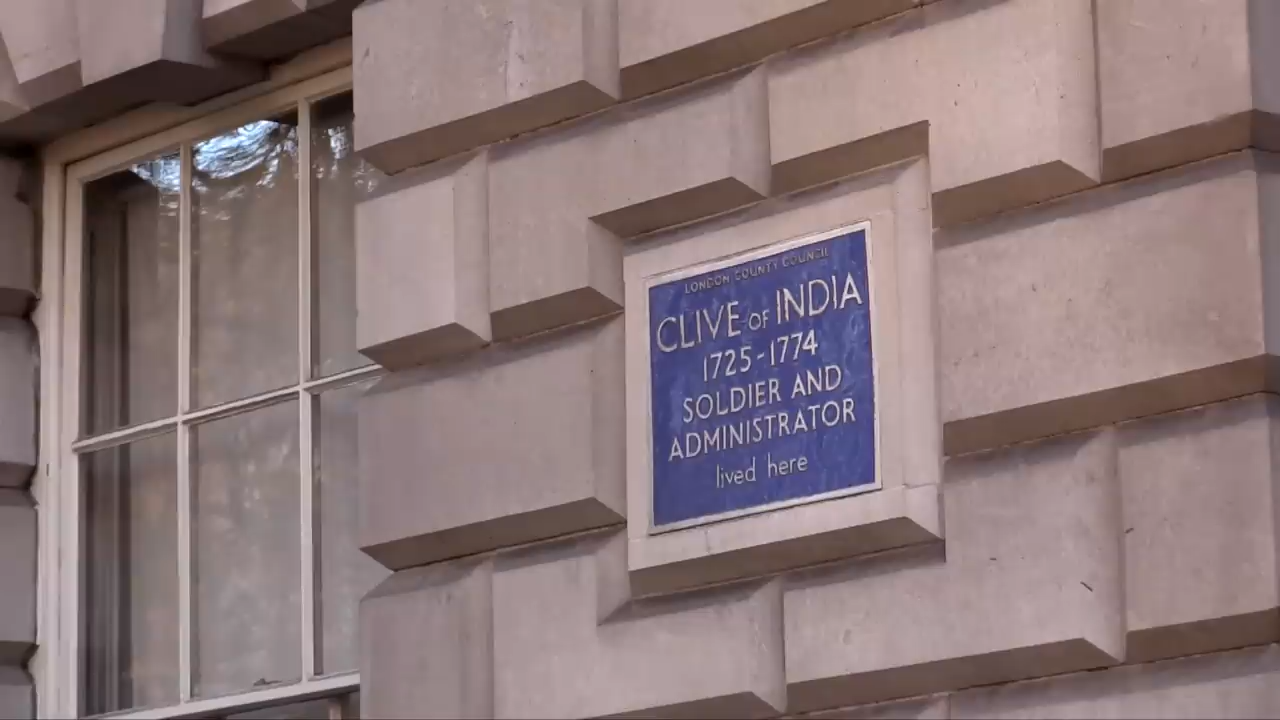 LONDON COUNTY COUNCIL
CLIVE OF INDIA
1725-1774
SOLDIER AND
ADMINISTRATOR
lived here